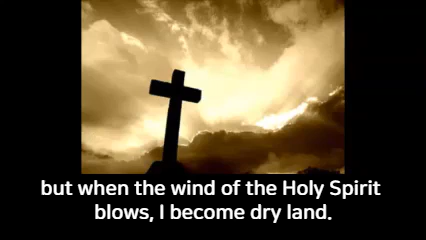 but when the wind of the Holy Spirit
blows, I become dry land.